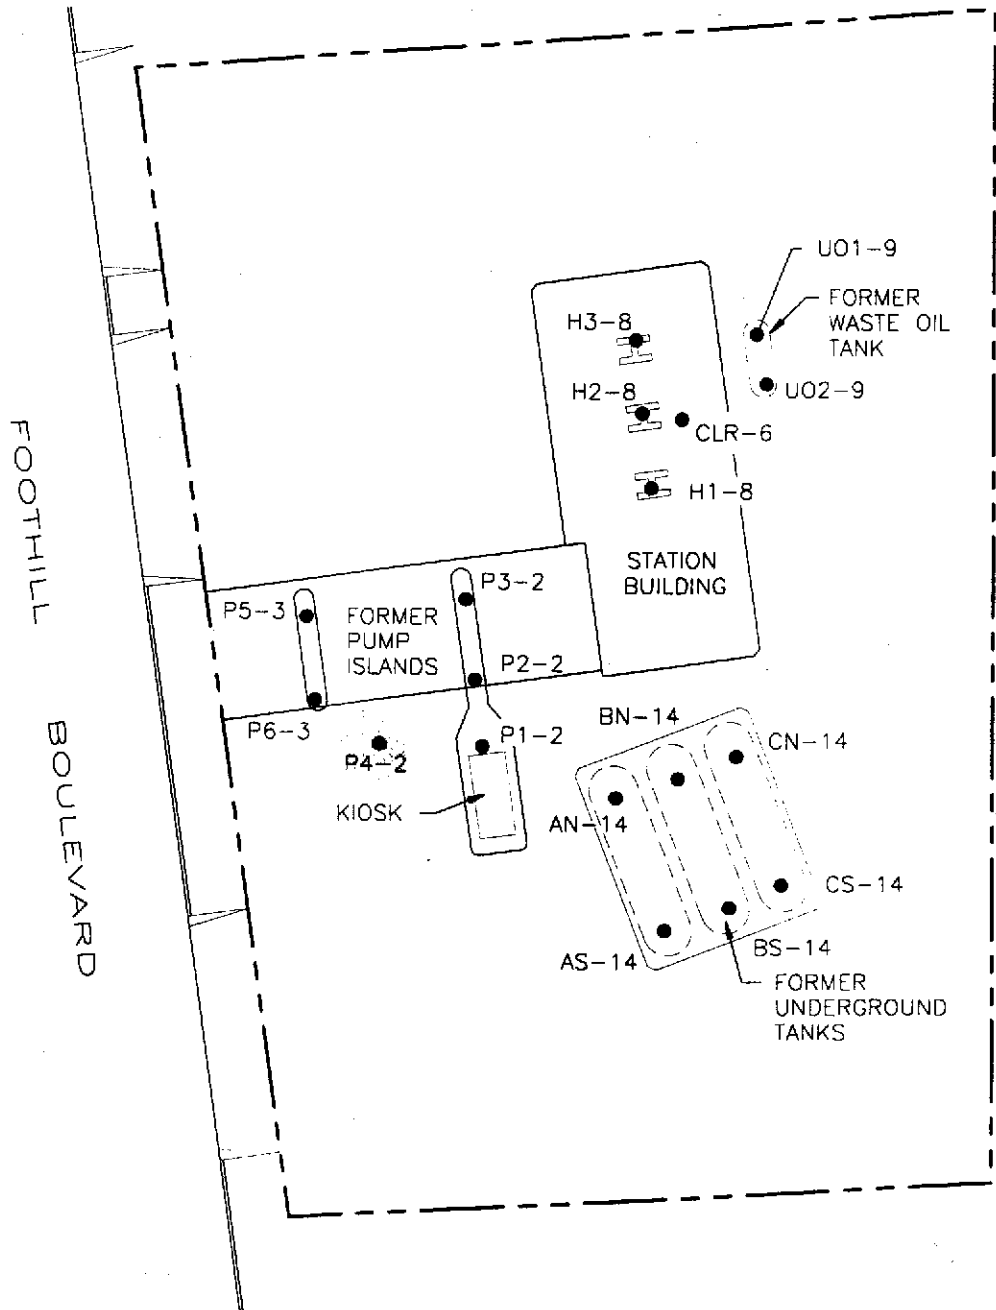 UO1-9
FORMER
WASTE OIL
TANK
H3-8
H2-8
UO2-9
CLR-6
H1-8
FOOTHILL BOULEVARD
STATION
BUILDING
P3-2
P5-3
FORMER
PUMP
ISLANDS
P2-2
P6-3
BN-14
P1-2
CN-14
P4-2
KIOSK
AN-14
CS-14
BS-14
AS-14
FORMER
UNDERGROUND
TANKS